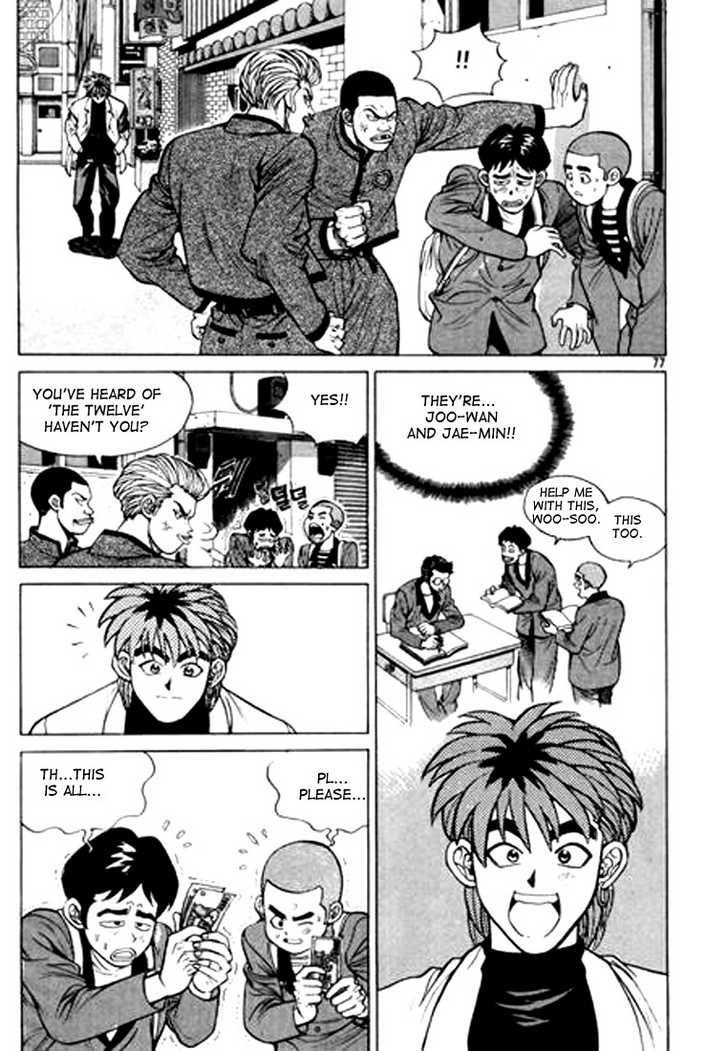 !!
77
YOU'VE HEARD OF
'THE TWELVE'
HAVEN'T YOU?
YES!!
THEY'RE...
JOO-WAN
AND JAE-MIN!!
HELP ME
WITH THIS,
WOO-SOO.
THIS
TOO.
TH...THIS
IS ALL...
PL...
PLEASE...